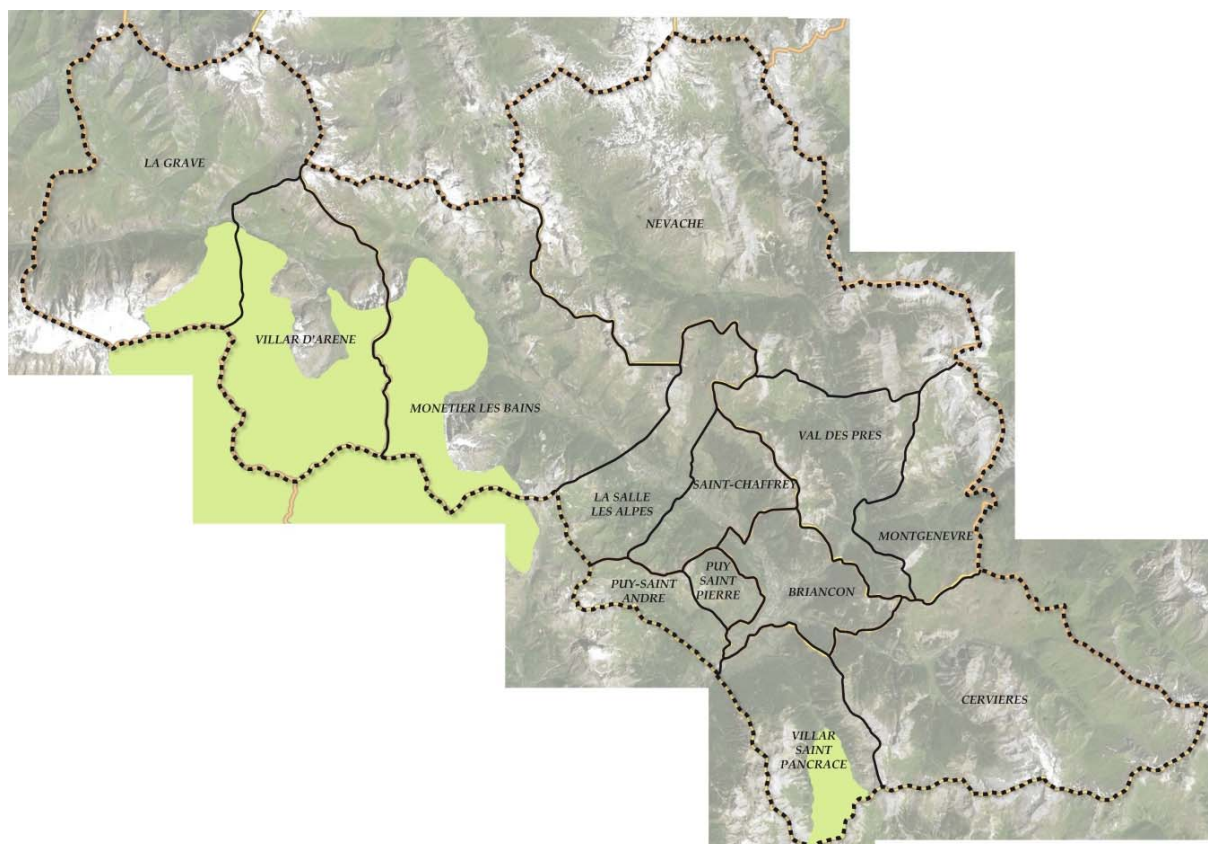 LA GRAVE
NEVACHE
VILLAR D'ARENE
MONETIER LES BAINS
VAL DES PRES
SAINT-CHAFFREY
LA SALLE
LES ALPES
MONTGENEVRE
PUY-SAINT
ANDRE
PUY
SAINT
PIERRE
BRIANCON
CERVIERES
VILLAR
SAINT
PANCRACE